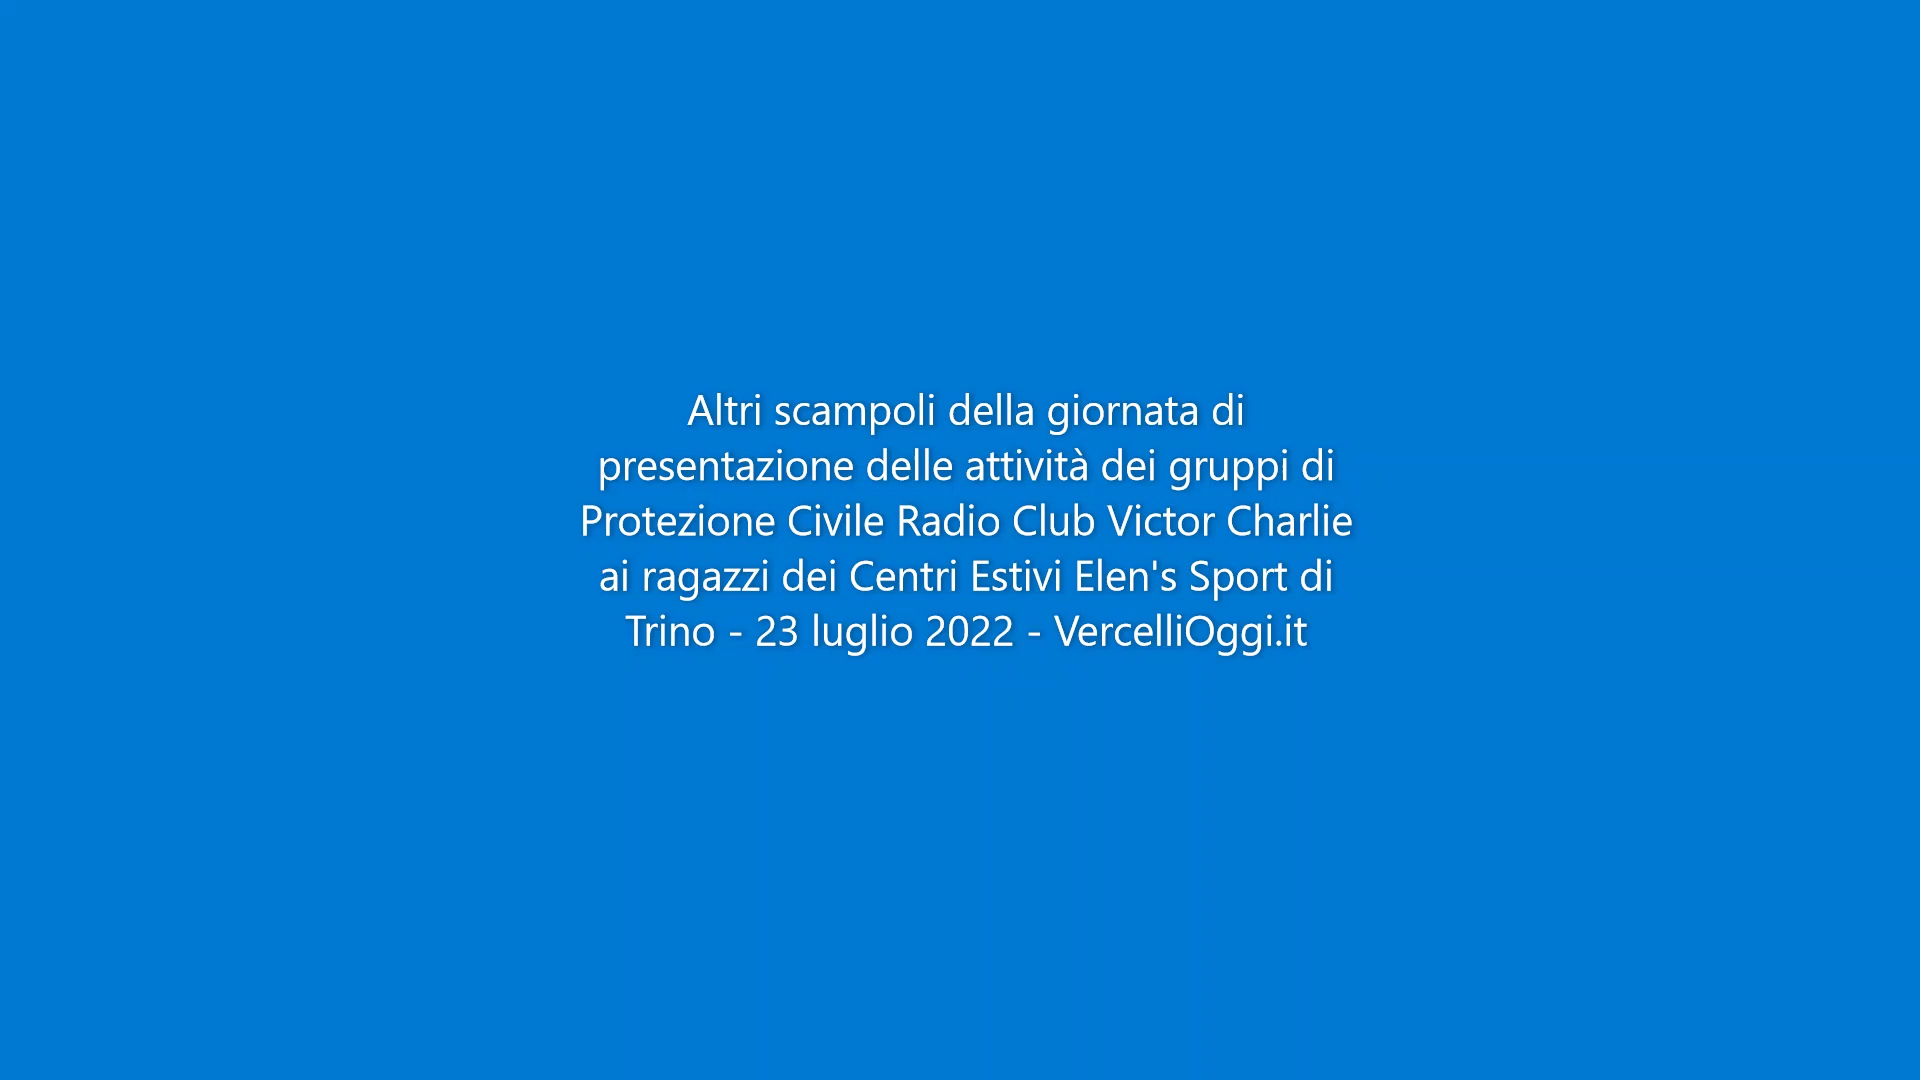 Altri scampoli della giornata di
presentazione delle attività dei gruppi di
Protezione Civile Radio Club Victor Charlie
ai ragazzi dei Centri Estivi Elen's Sport di
Trino - 23 luglio 2022 - VercelliOggi.it